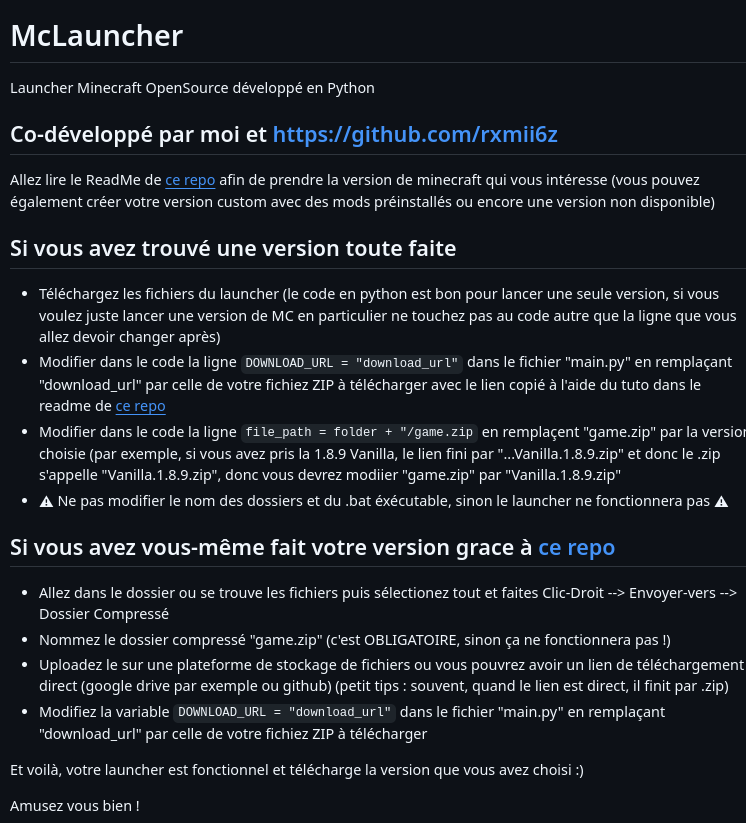 McLauncher
Launcher Minecraft OpenSource développé en Python
Co-développé par moi et https://github.com/rxmii6z
Allez lire le ReadMe de ce repo afin de prendre la version de minecraft qui vous intéresse (vous pouvez
également créer votre version custom avec des mods préinstallés ou encore une version non disponible)
Si vous avez trouvé une version toute faite
• Téléchargez les fichiers du launcher (le code en python est bon pour lancer une seule version, si vous
voulez juste lancer une version de MC en particulier ne touchez pas au code autre que la ligne que vous
allez devoir changer après)
• Modifier dans le code la ligne DOWNLOAD_URL = "download_url" dans le fichier "main.py" en remplaçant
"download_url" par celle de votre fichiez ZIP à télécharger avec le lien copié à l'aide du tuto dans le
readme de ce repo
• Modifier dans le code la ligne file_path = folder + "/game.zip en remplaçent "game.zip" par la version
choisie (par exemple, si vous avez pris la 1.8.9 Vanilla, le lien fini par "...Vanilla.1.8.9.zip" et donc le .zip
s'appelle "Vanilla.1.8.9.zip", donc vous devrez modiier "game.zip" par "Vanilla.1.8.9.zip"
• ⚠ Ne pas modifier le nom des dossiers et du .bat éxécutable, sinon le launcher ne fonctionnera pas ⚠
Si vous avez vous-même fait votre version grace à ce repo
• Allez dans le dossier ou se trouve les fichiers puis sélectionez tout et faites Clic-Droit --> Envoyer-vers -->
Dossier Compressé
• Nommez le dossier compressé "game.zip" (c'est OBLIGATOIRE, sinon ça ne fonctionnera pas !)
• Uploadez le sur une plateforme de stockage de fichiers ou vous pouvrez avoir un lien de téléchargement
direct (google drive par exemple ou github) (petit tips : souvent, quand le lien est direct, il finit par .zip)
• Modifiez la variable DOWNLOAD_URL = "download_url" dans le fichier "main.py" en remplaçant
"download_url" par celle de votre fichiez ZIP à télécharger
Et voilà, votre launcher est fonctionnel et télécharge la version que vous avez choisi :)
Amusez vous bien !